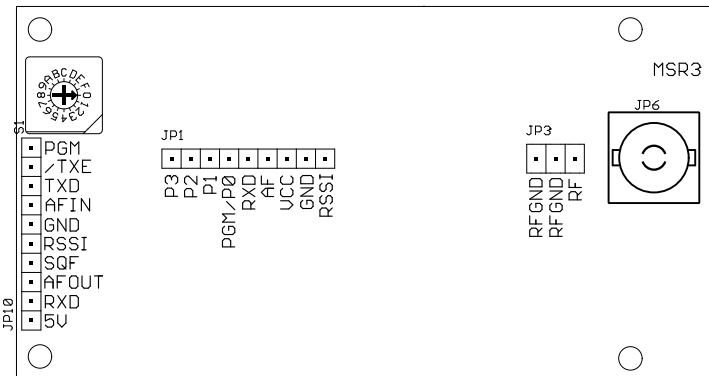 MSR3
9ABCDEF012345678
S1
PGM
/TXE
TXD
AFIN
GND
RSSI
SQF
AFOUT
RXD
5V
JP10
JP1
P3
P2
P1
PGM/P0
RXD
AF
VCC
GND
RSSI
JP3
RFGND
RFGND
RF
JP6